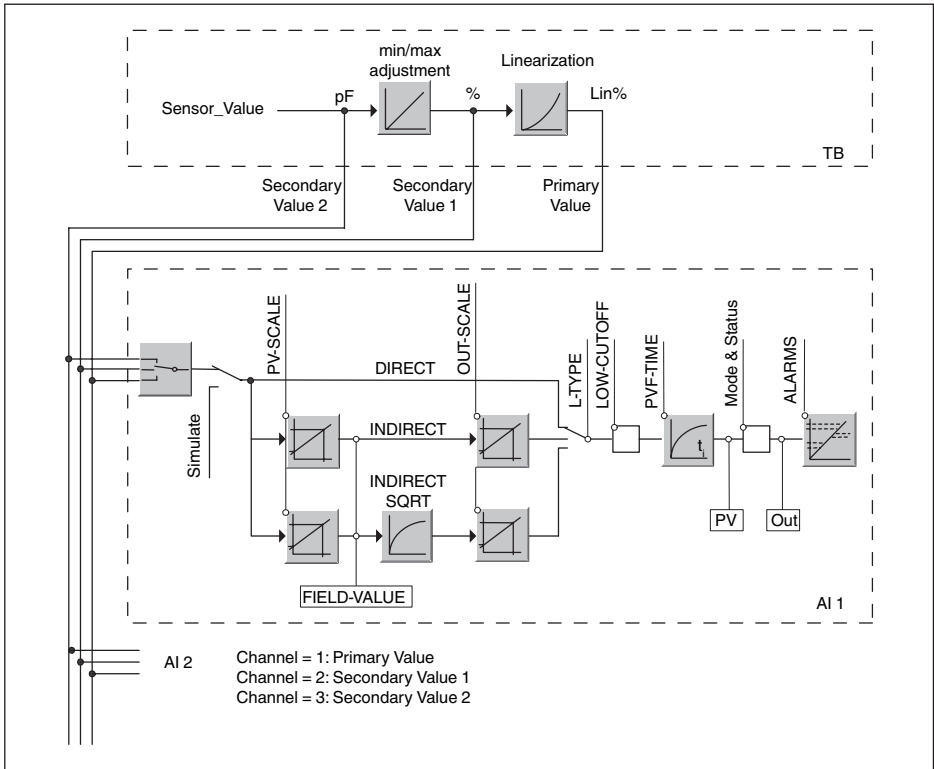 min/max
adjustment
Linearization
Sensor_Value
pF
%
Lin%
TB
Secondary
Value 2
Secondary
Value 1
Primary
Value
PV-SCALE
OUT-SCALE
L-TYPE
LOW-CUTOFF
PVF-TIME
Mode & Status
ALARMS
Simulate
DIRECT
INDIRECT
INDIRECT
SQRT
ti
PV
Out
FIELD-VALUE
AI 1
AI 2
Channel = 1: Primary Value
Channel = 2: Secondary Value 1
Channel = 3: Secondary Value 2